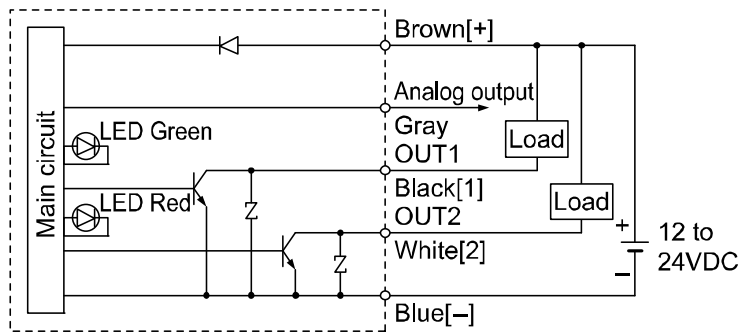 Brown[+]
Analog output
Gray
LED Green
Load
OUT1
Black[1]
Main circuit
LED Red
Load
OUT2
White[2]
+
12 to
24VDC
−
Blue[−]